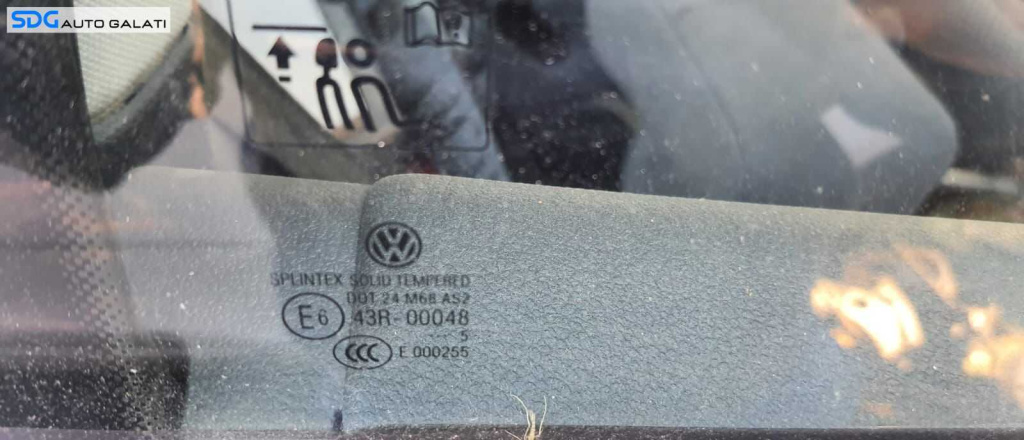 SDG AUTO GALATI
SPLINTEX SOLID TEMPERED
DOT 24 M68 AS2
E6 43R-00048
5
CCC E 000255